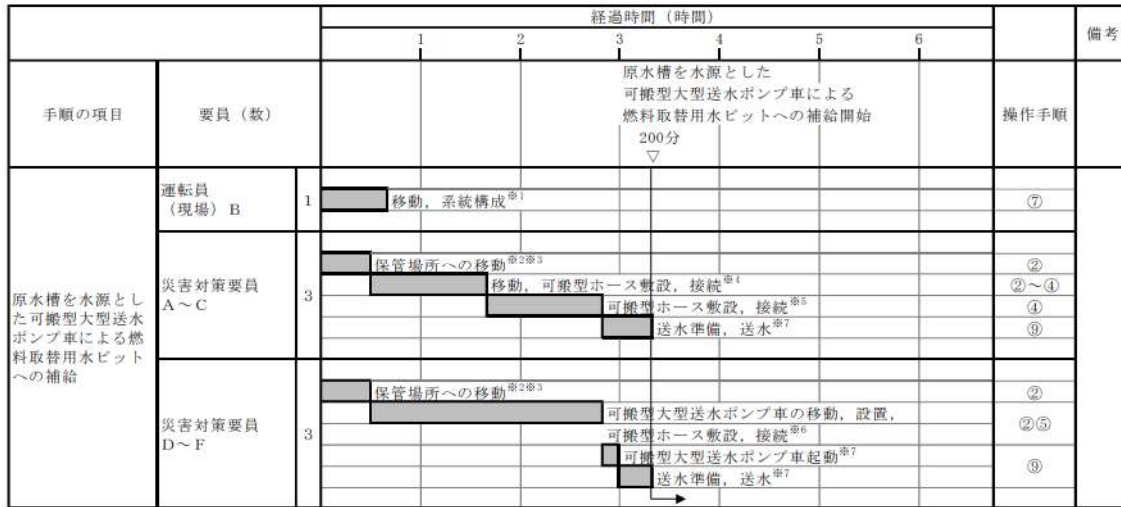 経過時間（時間）
備考
1 2 3 4 5 6
手順の項目
要員（数）
原水槽を水源とした
可搬型大型送水ポンプ車による
燃料取替用水ピットへの補給開始
200分
▽
操作手順
原水槽を水源とし
た可搬型大型送水
ポンプ車による燃
料取替用水ピット
への補給
運転員
（現場）B
1
移動，系統構成※1
⑦
災害対策要員
A～C
3
保管場所への移動※2※3
②
移動，可搬型ホース敷設，接続※4
②～④
可搬型ホース敷設，接続※5
④
送水準備，送水※7
⑨
災害対策要員
D～F
3
保管場所への移動※2※3
②
可搬型大型送水ポンプ車の移動，設置，
可搬型ホース敷設，接続※6
②⑤
可搬型大型送水ポンプ車起動※7
送水準備，送水※7
⑨